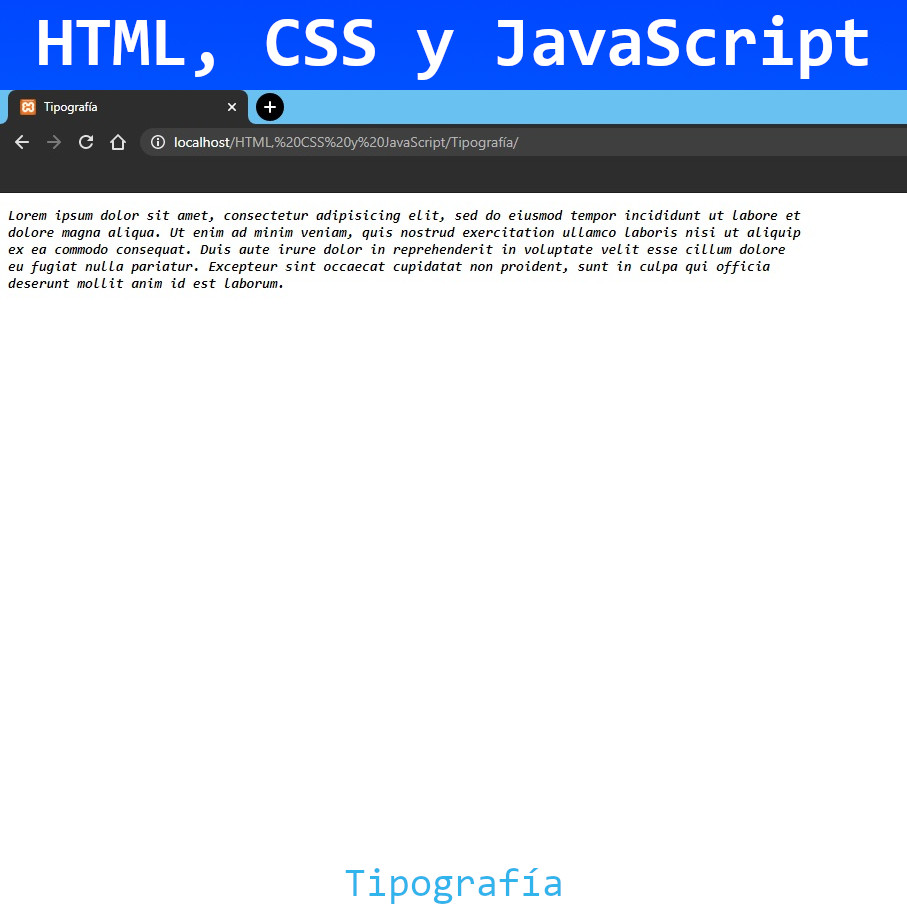 HTML, CSS y JavaScript
Tipografía
localhost/HTML,%20CSS%20y%20JavaScript/Tipografía/
Lorem ipsum dolor sit amet, consectetur adipisicing elit, sed do eiusmod tempor incididunt ut labore et
dolore magna aliqua. Ut enim ad minim veniam, quis nostrud exercitation ullamco laboris nisi ut aliquip
ex ea commodo consequat. Duis aute irure dolor in reprehenderit in voluptate velit esse cillum dolore
eu fugiat nulla pariatur. Excepteur sint occaecat cupidatat non proident, sunt in culpa qui officia
deserunt mollit anim id est laborum.
Tipografía